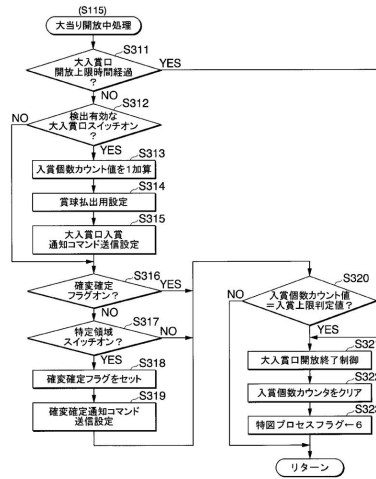 (S115)
大当り開放中処理
S311
大入賞口
開放上限時間経過
?
YES
NO
S312
検出有効な
大入賞口スイッチオン
?
NO
YES
S313
入賞個数カウント値を1加算
S314
賞球払出用設定
S315
大入賞口入賞
通知コマンド送信設定
S316
確変確定
フラグオン?
YES
NO
S317
特定領域
スイッチオン?
NO
YES
S318
確変確定フラグをセット
S319
確変確定通知コマンド
送信設定
S320
入賞個数カウント値
=入賞上限判定値?
NO
YES
S321
大入賞口開放終了制御
S322
入賞個数カウンタをクリア
S323
特図プロセスフラグ←6
リターン